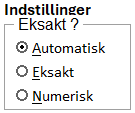 Indstillinger
Eksakt ?
Automatisk
Eksakt
Numerisk